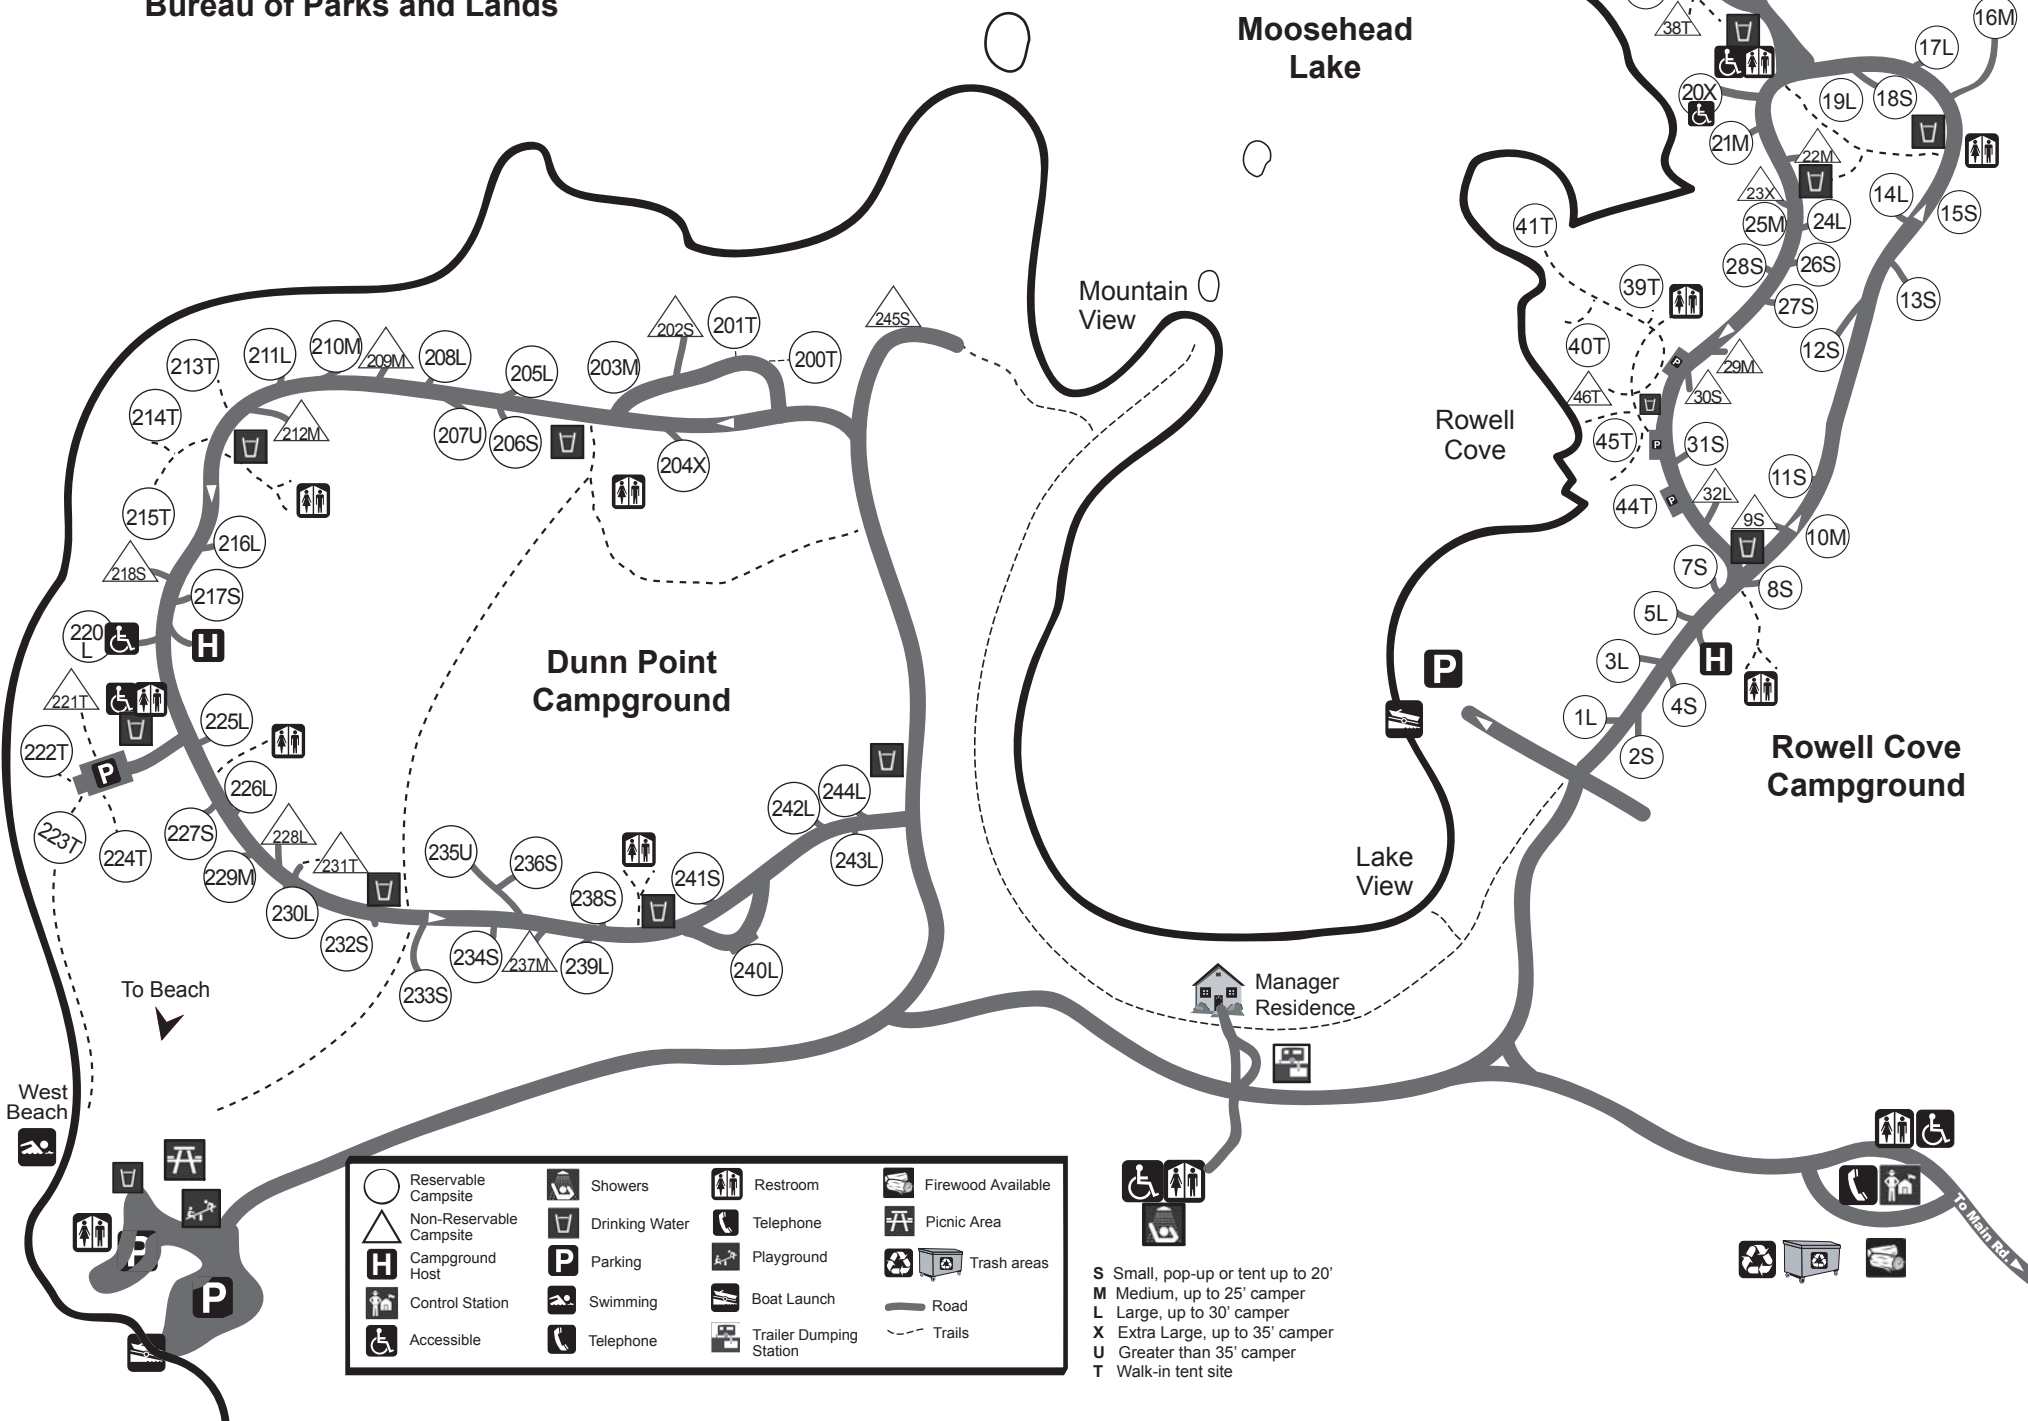 Bureau of Parks and Lands
Moosehead
Lake
38T
16M
17L
20X
19L
18S
21M
22M
23X
14L
15S
25M
24L
41T
28S
26S
39T
13S
27S
Mountain
View
245S
202S
201T
200T
40T
12S
29M
210M
209M
208L
211L
213T
205L
203M
46T
30S
214T
212M
207U
206S
204X
Rowell
Cove
45T
31S
11S
32L
44T
9S
10M
215T
216L
218S
217S
7S
8S
220
L
H
5L
3L
H
Dunn Point
Campground
P
221T
4S
1L
225L
222T
2S
P
Rowell Cove
Campground
226L
244L
242L
227S
223T
228L
224T
231T
235U
236S
243L
Lake
View
229M
241S
238S
230L
232S
234S
237M
239L
240L
233S
To Beach
Manager
Residence
West
Beach
P
P
To Main Rd.
Reservable
Campsite
Non-Reservable
Campsite
H Campground
Host
Control Station
Accessible
Showers
Drinking Water
P Parking
Swimming
Telephone
Restroom
Telephone
Playground
Boat Launch
Trailer Dumping
Station
Firewood Available
Picnic Area
Trash areas
Road
Trails
S Small, pop-up or tent up to 20’
M Medium, up to 25’ camper
L Large, up to 30’ camper
X Extra Large, up to 35’ camper
U Greater than 35’ camper
T Walk-in tent site
P
P
P